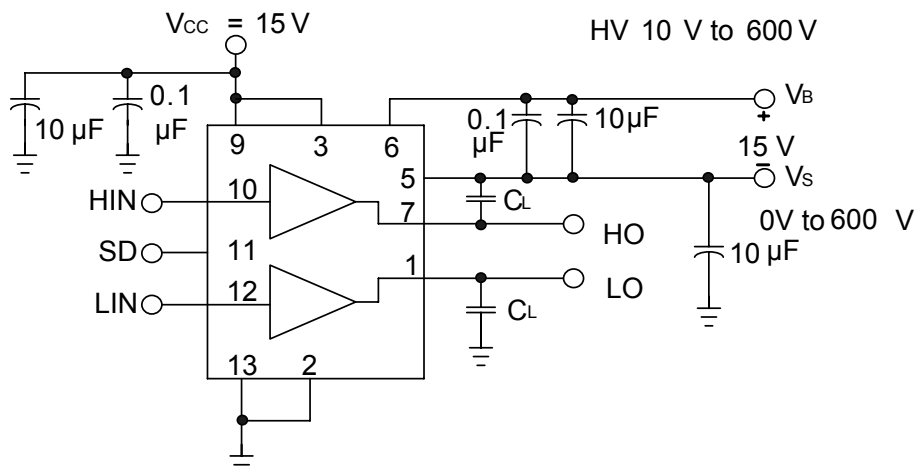 VCC = 15 V
HV 10 V to 600 V
10 µF
0.1 µF
9
3
6
0.1 µF
10 µF
VB
+
15 V
–
VS
0V to 600 V
5
CL
HIN
10
7
HO
SD
11
10 µF
1
LO
LIN
12
CL
13
2